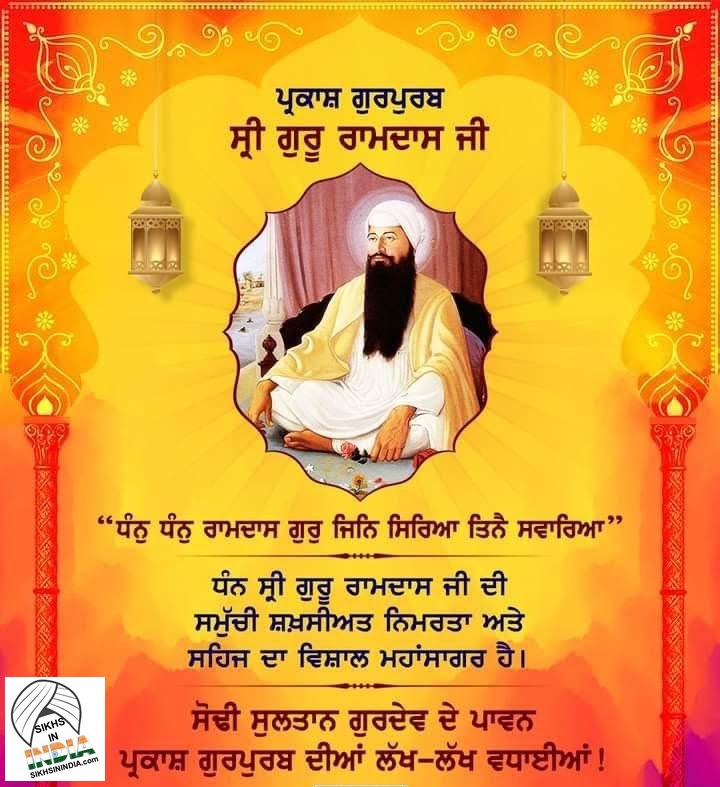 ਪ੍ਰਕਾਸ਼ ਗੁਰਪੁਰਬ
ਸ੍ਰੀ ਗੁਰੂ ਰਾਮਦਾਸ ਜੀ
“ਧੰਨੁ ਧੰਨੁ ਰਾਮਦਾਸ ਗੁਰੁ ਜਿਨਿ ਸਿਰਿਆ ਤਿਨੈ ਸਵਾਰਿਆ”
ਧੰਨ ਸ੍ਰੀ ਗੁਰੂ ਰਾਮਦਾਸ ਜੀ ਦੀ
ਸਮੁੱਚੀ ਸ਼ਖ਼ਸੀਅਤ ਨਿਮਰਤਾ ਅਤੇ
ਸਹਿਜ ਦਾ ਵਿਸ਼ਾਲ ਮਹਾਂਸਾਗਰ ਹੈ।
ਸੋਢੀ ਸੁਲਤਾਨ ਗੁਰਦੇਵ ਦੇ ਪਾਵਨ
ਪ੍ਰਕਾਸ਼ ਗੁਰਪੁਰਬ ਦੀਆਂ ਲੱਖ-ਲੱਖ ਵਧਾਈਆਂ!
SIKHS
IN
INDIA
SIKHSININDIA.com